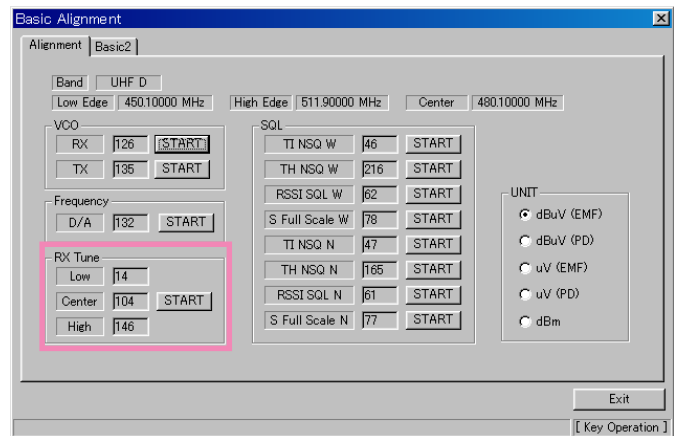 Basic Alignment
Alignment Basic2
Band UHF D
Low Edge 450.10000 MHz High Edge 511.90000 MHz Center 480.10000 MHz
VCO
RX 126 START
TX 135 START
Frequency
D/A 132 START
RX Tune
Low 14
Center 104 START
High 146
SQL
TI NSQ W 46 START
TH NSQ W 216 START
RSSI SQL W 62 START
S Full Scale W 78 START
TI NSQ N 47 START
TH NSQ N 165 START
RSSI SQL N 61 START
S Full Scale N 77 START
UNIT
dBuV (EMF)
dBuV (PD)
uV (EMF)
uV (PD)
dBm
Exit
[ Key Operation ]